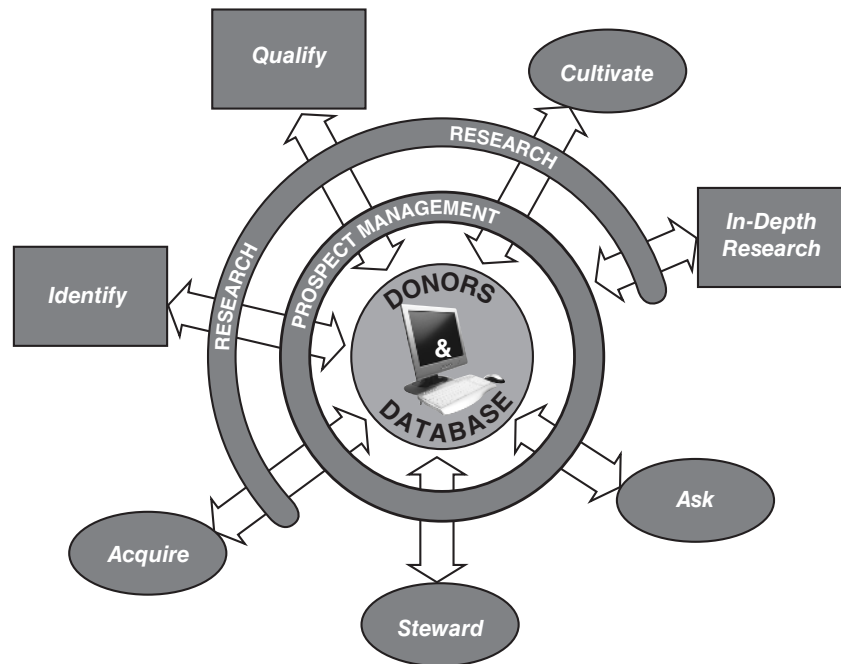 Qualify
Cultivate
RESEARCH
In-Depth
Research
PROSPECT MANAGEMENT
Identify
RESEARCH
DONORS
&
DATABASE
Ask
Acquire
Steward